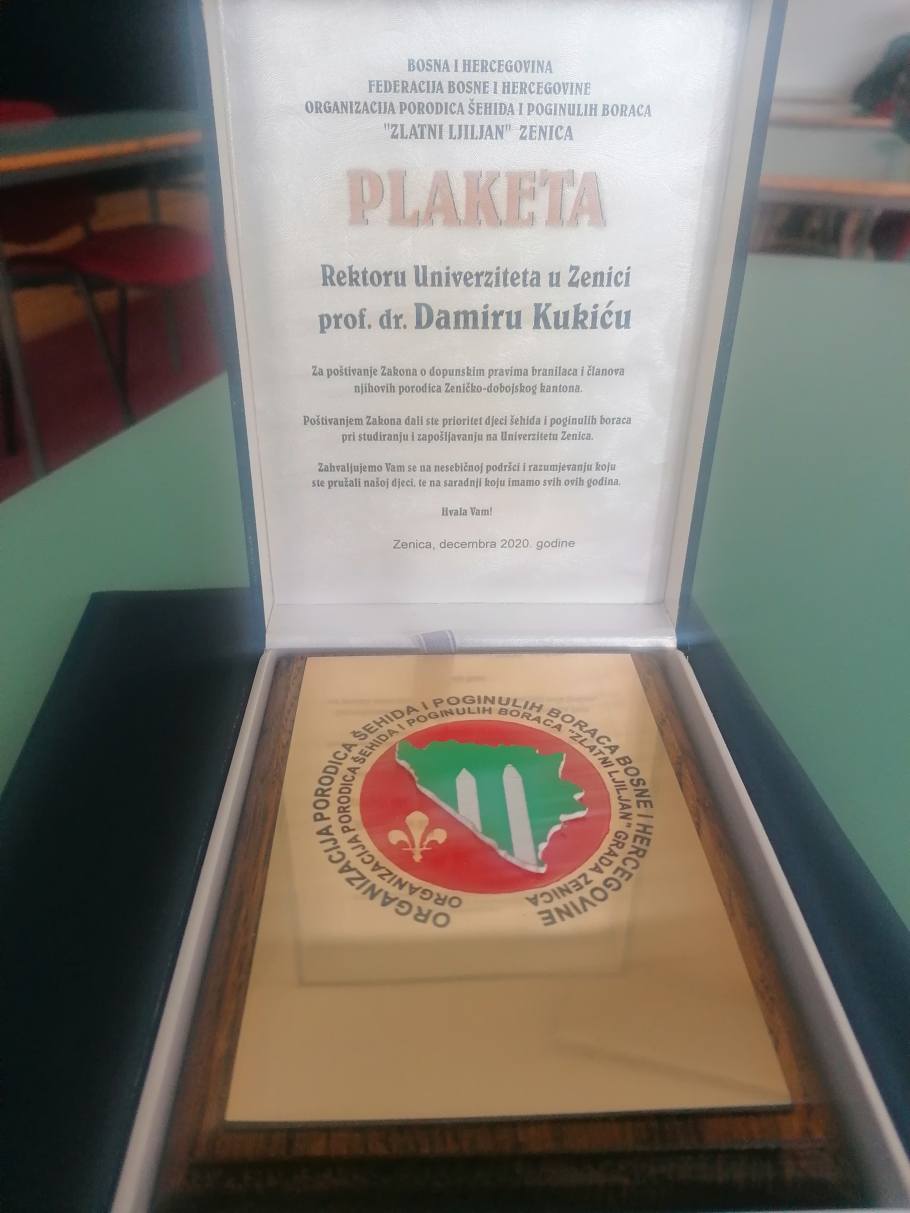 BOSNA I HERCEGOVINA
FEDERACIJA BOSNE I HERCEGOVINE
ORGANIZACIJA PORODICA ŠEHIDA I POGINULIH BORACA
"ZLATNI LJILJAN" ZENICA
PLAKETA
Rektoru Univerziteta u Zenici
prof. dr. Damiru Kukiću
Za poštivanje Zakona o dopunskim pravima branilaca i članova
njihovih porodica Zeničko-dobojskog kantona.
Poštivanjem Zakona dali ste prioritet djeci šehida i poginulih boraca
pri studiranju i zapošljavanju na Univerzitetu Zenica.
Zahvaljujemo Vam se na nesebičnoj podršci i razumjevanju koju
ste pružali našoj djeci, te na saradnji koju imamo svih ovih godina.
Hvala Vam!
Zenica, decembra 2020. godine
ORGANIZACIJA PORODICA ŠEHIDA I POGINULIH BORACA BOSNE I HERCEGOVINE
ORGANIZACIJA PORODICA ŠEHIDA I POGINULIH BORACA "ZLATNI LJILJAN" GRADA ZENICA